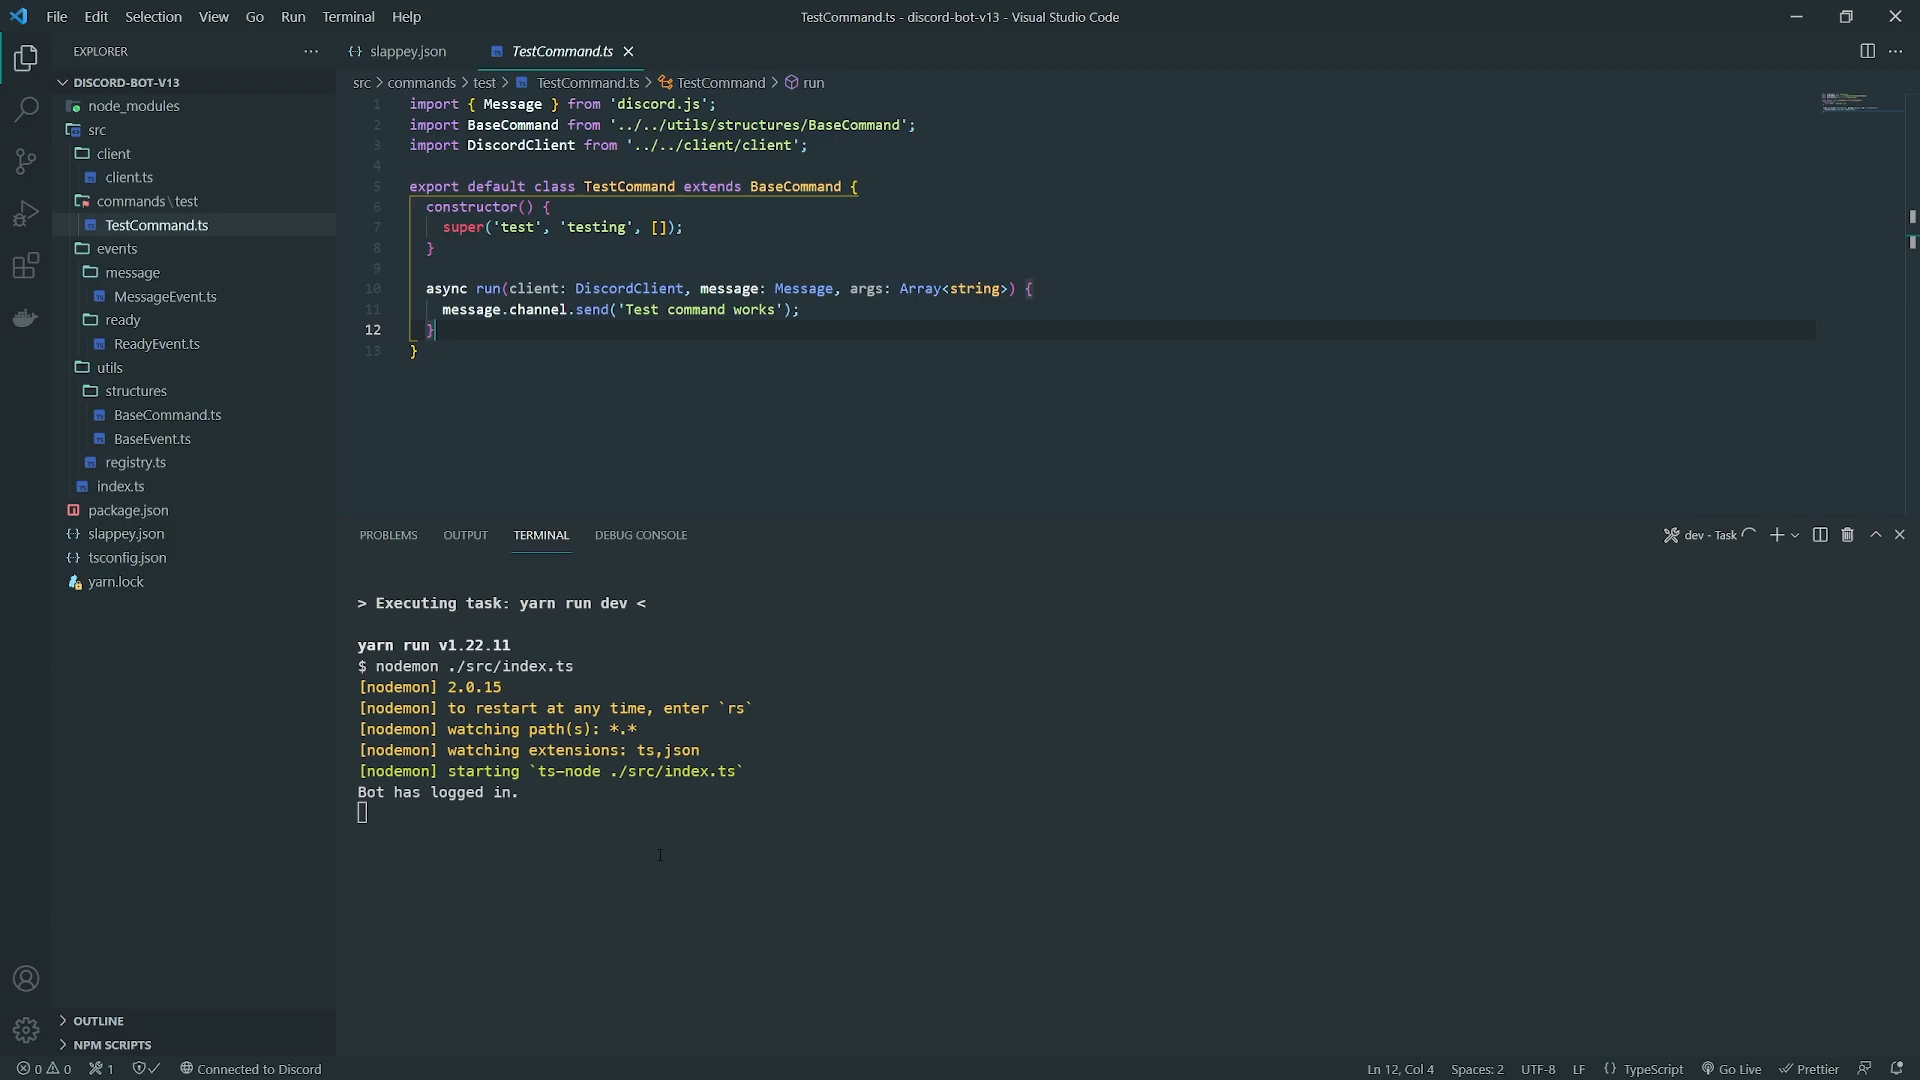 File Edit Selection View Go Run Terminal Help
TestCommand.ts - discord-bot-v13 - Visual Studio Code
EXPLORER
slappey.json
TestCommand.ts
DISCORD-BOT-V13
node_modules
src
client
client.ts
commands\test
TestCommand.ts
events
message
MessageEvent.ts
ready
ReadyEvent.ts
utils
structures
BaseCommand.ts
BaseEvent.ts
registry.ts
index.ts
package.json
slappey.json
tsconfig.json
yarn.lock
OUTLINE
NPM SCRIPTS
src > commands > test > TestCommand.ts > TestCommand > run
1 import { Message } from 'discord.js';
2 import BaseCommand from '../../utils/structures/BaseCommand';
3 import DiscordClient from '../../client/client';
4
5 export default class TestCommand extends BaseCommand {
6 constructor() {
7 super('test', 'testing', []);
8 }
9
10 async run(client: DiscordClient, message: Message, args: Array<string>) {
11 message.channel.send('Test command works');
12 }
13 }
PROBLEMS OUTPUT TERMINAL DEBUG CONSOLE
dev - Task
> Executing task: yarn run dev <
yarn run v1.22.11
$ nodemon ./src/index.ts
[nodemon] 2.0.15
[nodemon] to restart at any time, enter `rs`
[nodemon] watching path(s): *.*
[nodemon] watching extensions: ts,json
[nodemon] starting `ts-node ./src/index.ts`
Bot has logged in.
0 0 1 Connected to Discord
Ln 12, Col 4 Spaces: 2 UTF-8 LF {} TypeScript Go Live Prettier